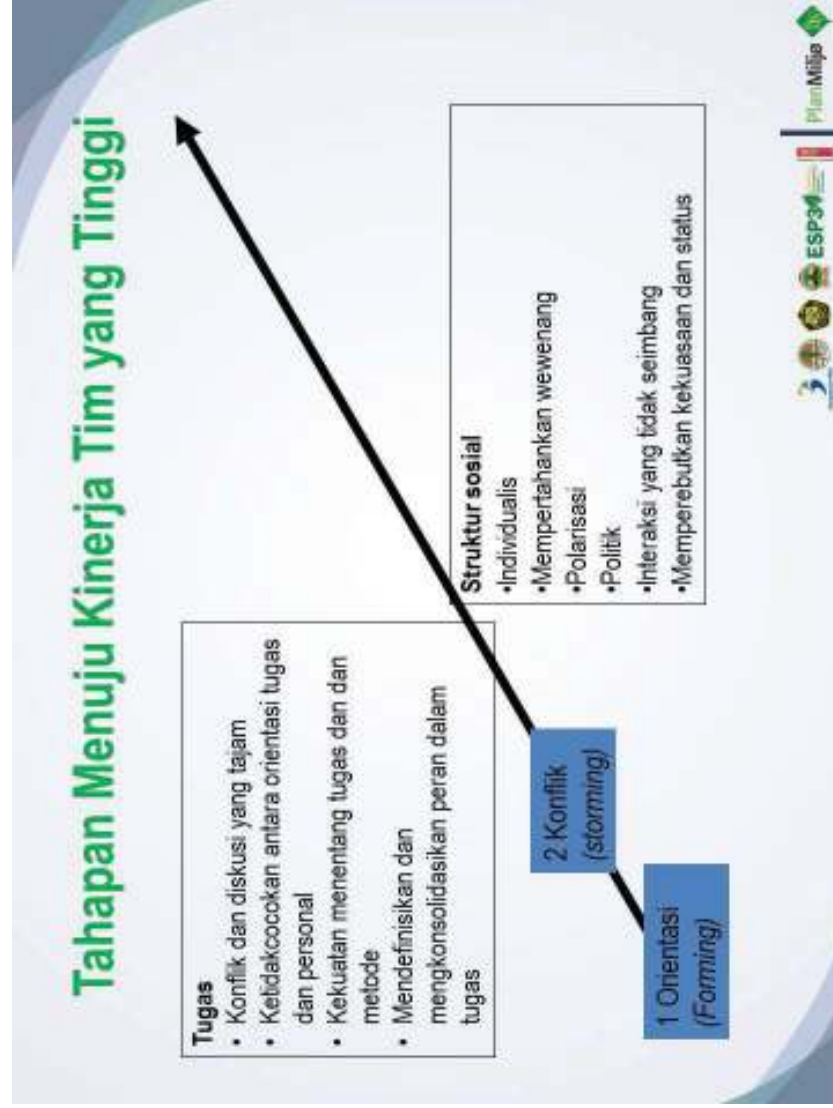 Tahapan Menuju Kinerja Tim yang Tinggi
Tugas
• Konflik dan diskusi yang tajam
• Ketidakcocokan antara orientasi tugas
dan personal
• Kekuatan menentang tugas dan dan
metode
• Mendefinisikan dan
mengkonsolidasikan peran dalam
tugas
Struktur sosial
•Individualis
•Mempertahankan wewenang
•Polarisasi
•Politik
•Interaksi yang tidak seimbang
•Memperebutkan kekuasaan dan status
2 Konflik
(storming)
1 Orientasi
(Forming)
ESP3
PlanMiljø